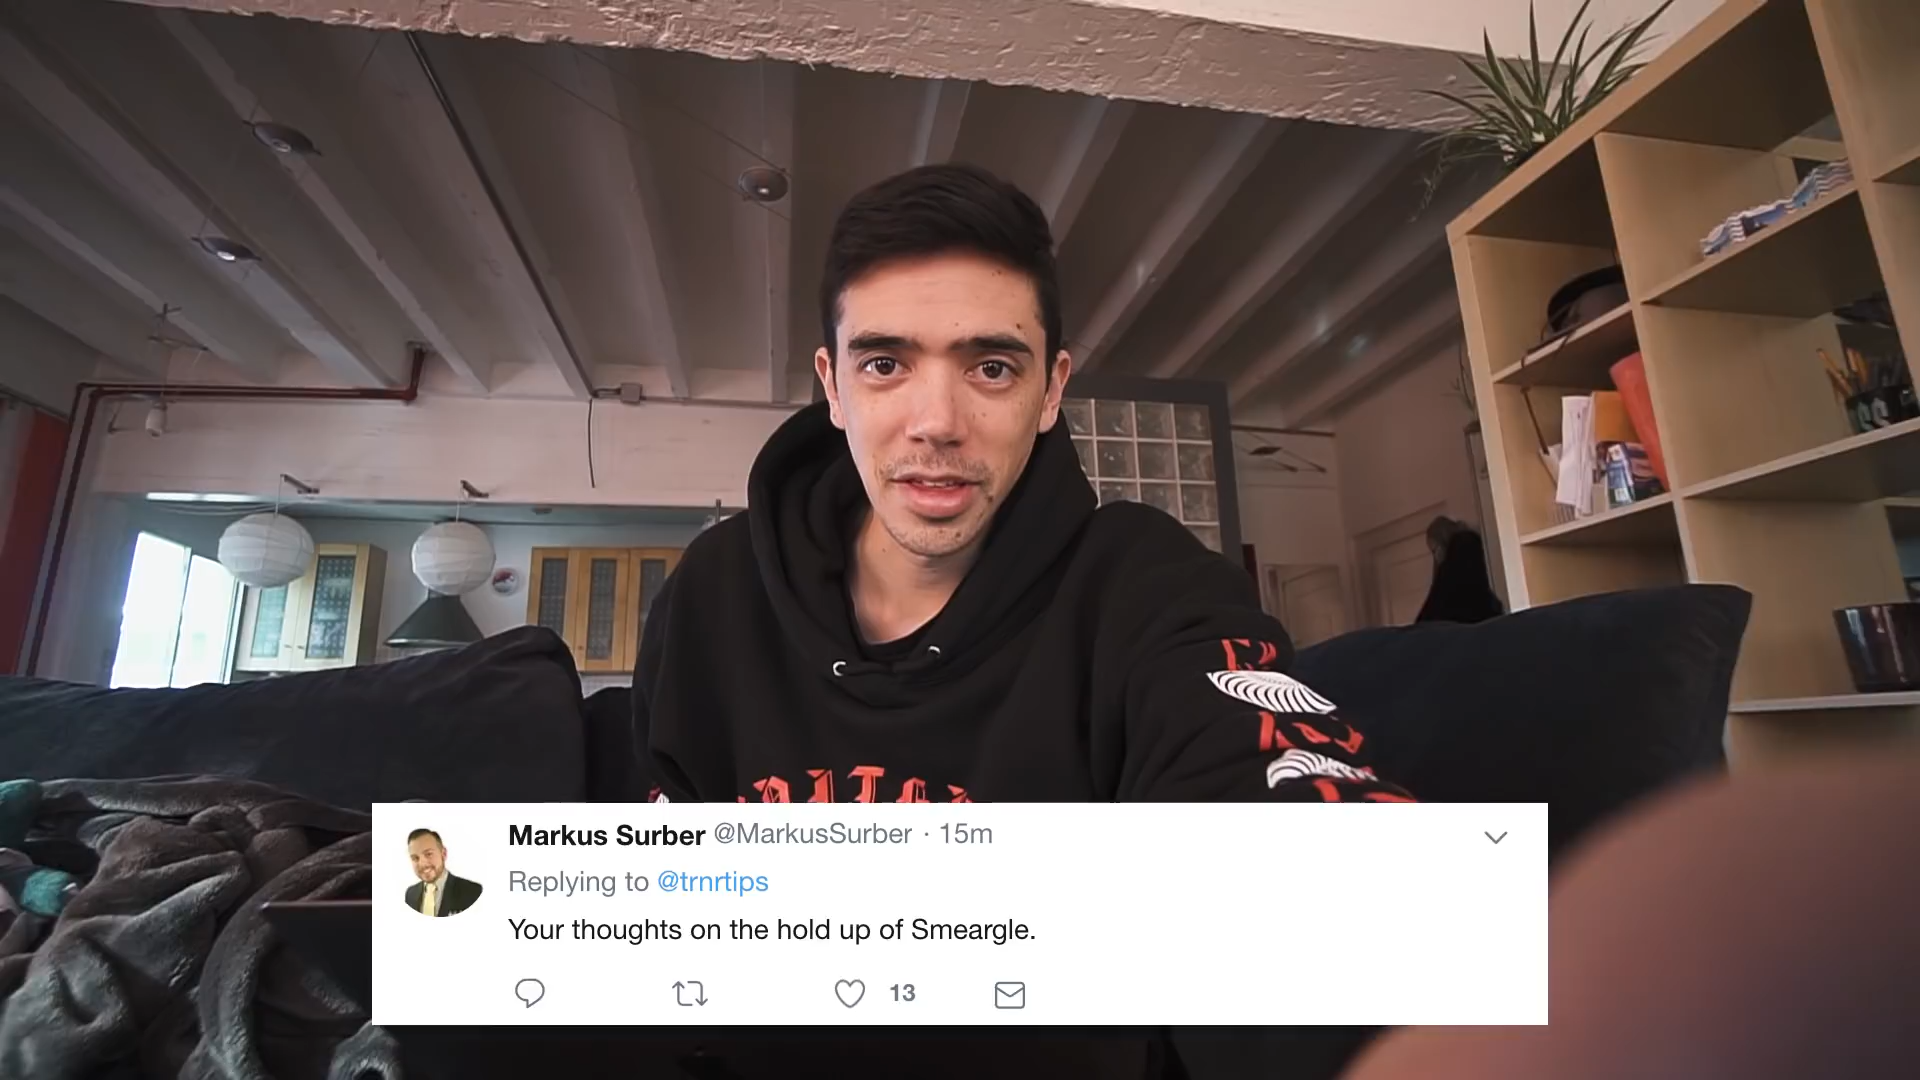 Markus Surber @MarkusSurber · 15m
Replying to @trnrtips
Your thoughts on the hold up of Smeargle.
13